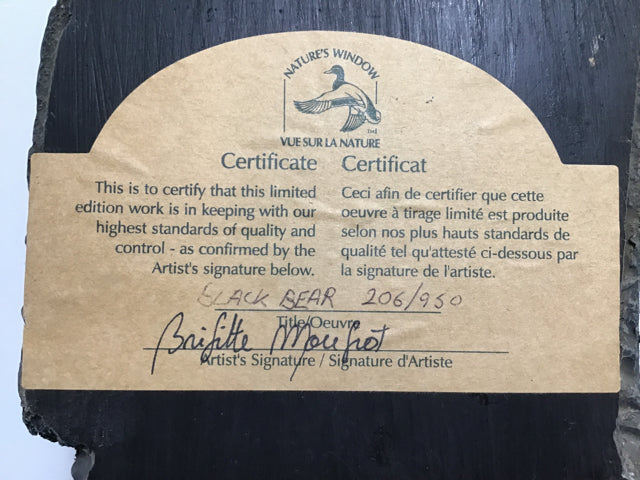 NATURE'S WINDOW
TM
VUE SUR LA NATURE
Certificate
This is to certify that this limited
edition work is in keeping with our
highest standards of quality and
control - as confirmed by the
Artist's signature below.
Certificat
Ceci afin de certifier que cette
oeuvre à tirage limité est produite
selon nos plus hauts standards de
qualité tel qu'attesté ci-dessous par
la signature de l'artiste.
BLACK BEAR 206/950
Title/Oeuvre
Brigitte
Artist's Signature / Signature d'Artiste